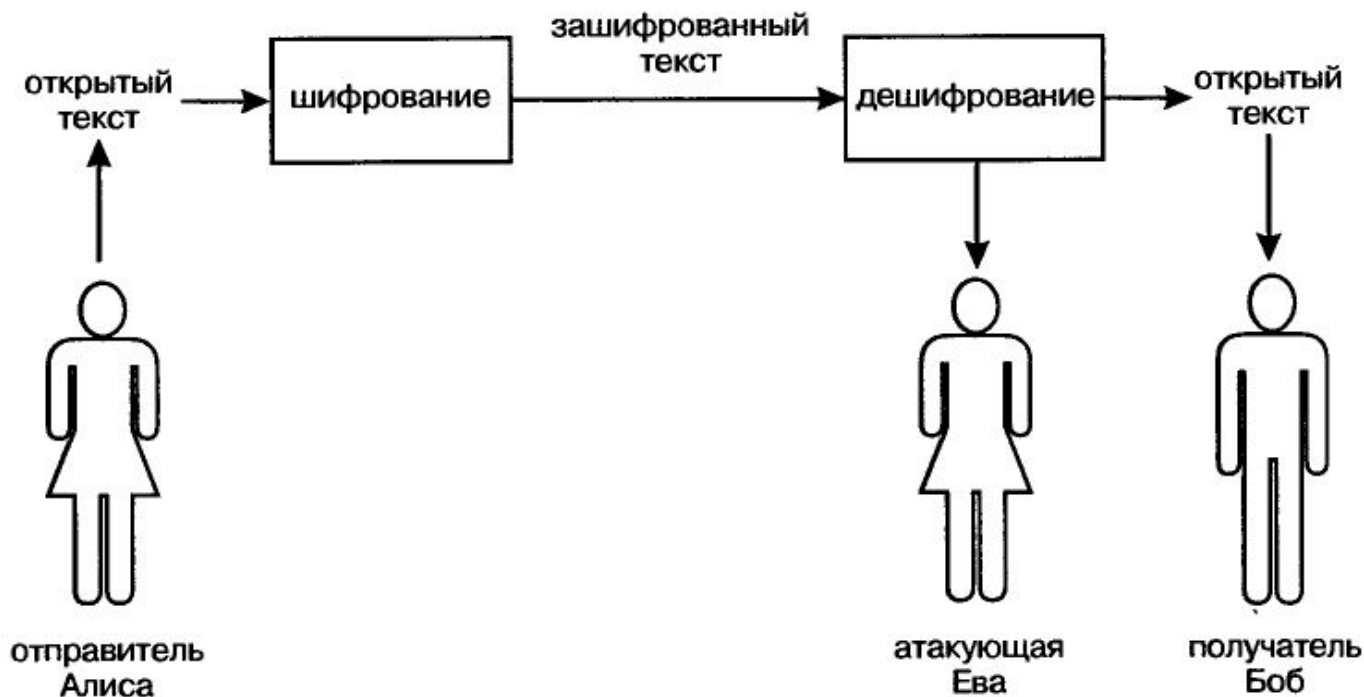 зашифрованный
текст
открытый
текст
шифрование
дешифрование
открытый
текст
отправитель
Алиса
атакующая
Ева
получатель
Боб